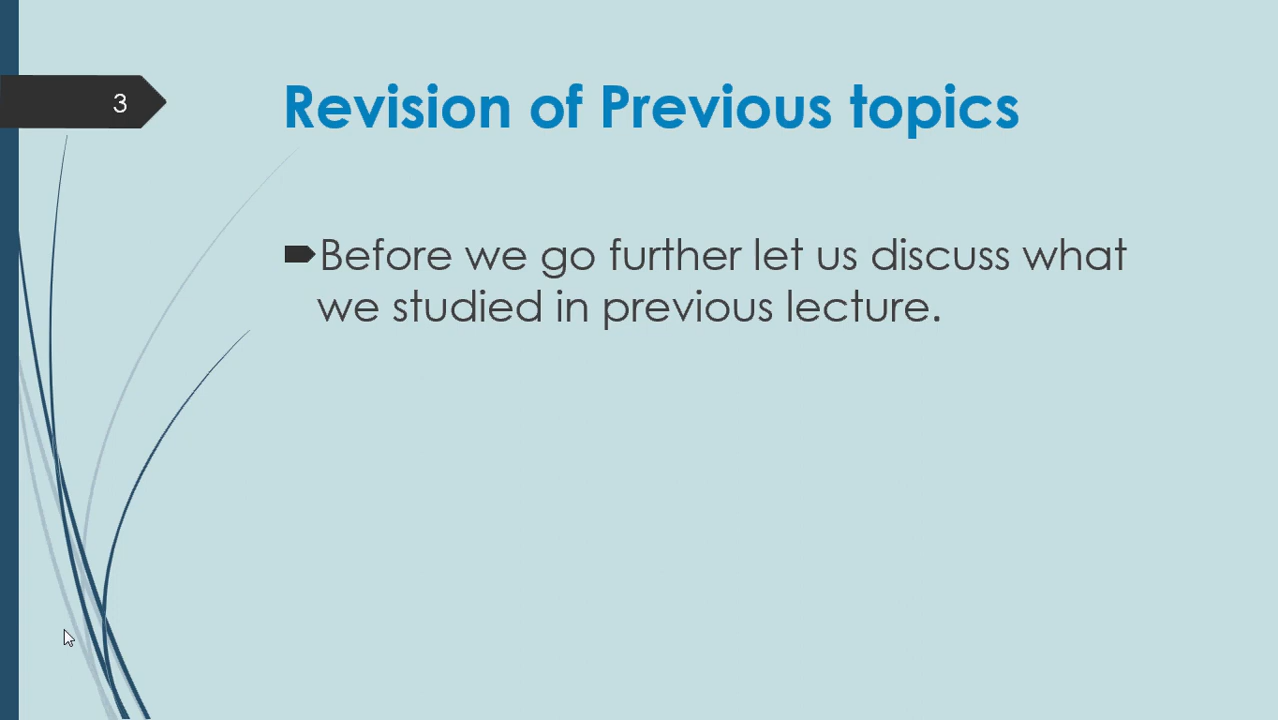 3
Revision of Previous topics
Before we go further let us discuss what
we studied in previous lecture.